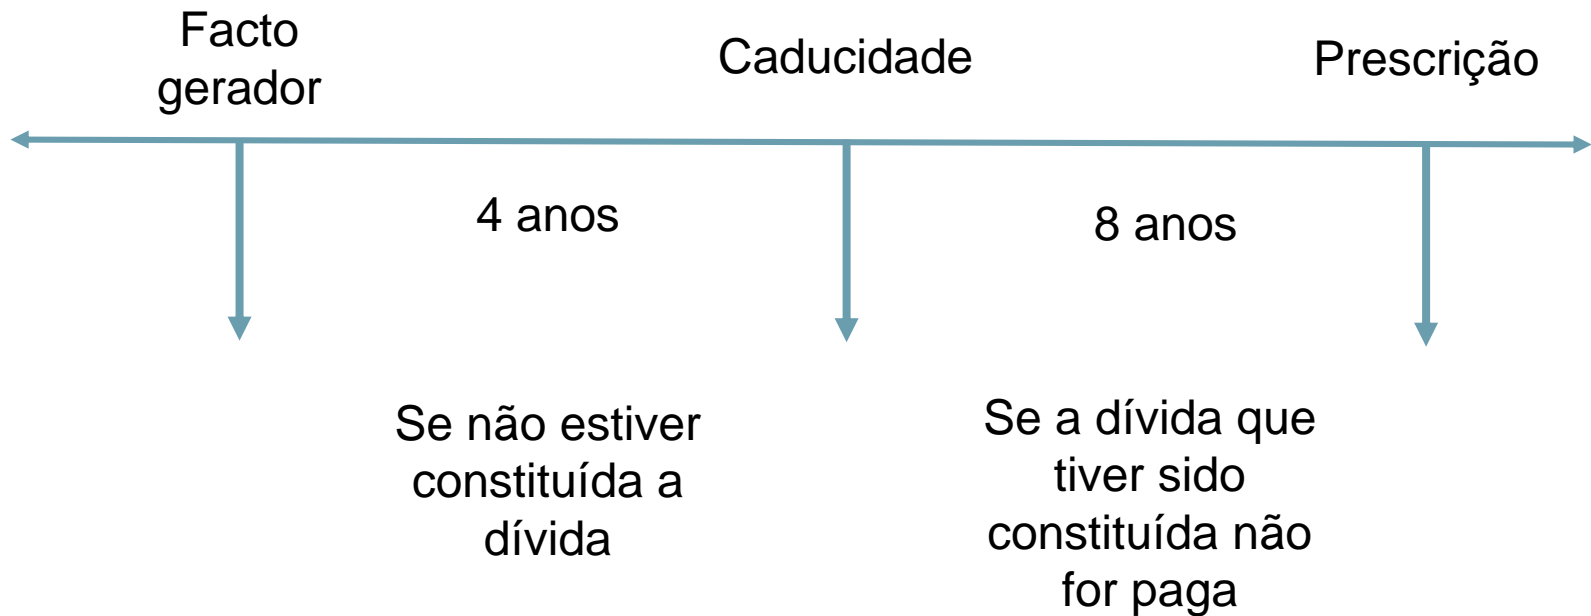 Facto
gerador
Caducidade
Prescrição
4 anos
8 anos
Se não estiver
constituída a
dívida
Se a dívida que
tiver sido
constituída não
for paga